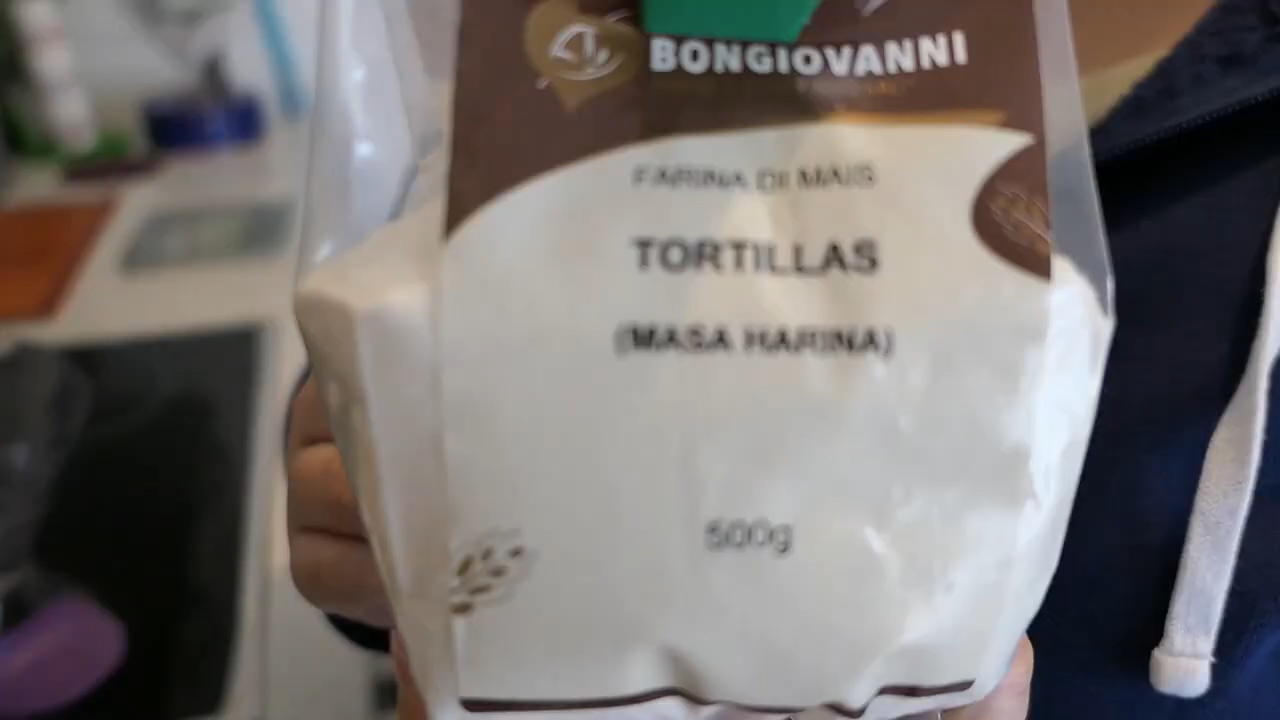 BONGIOVANNI
FARINA DI MAIS
TORTILLAS
(MASA HARINA)
500g